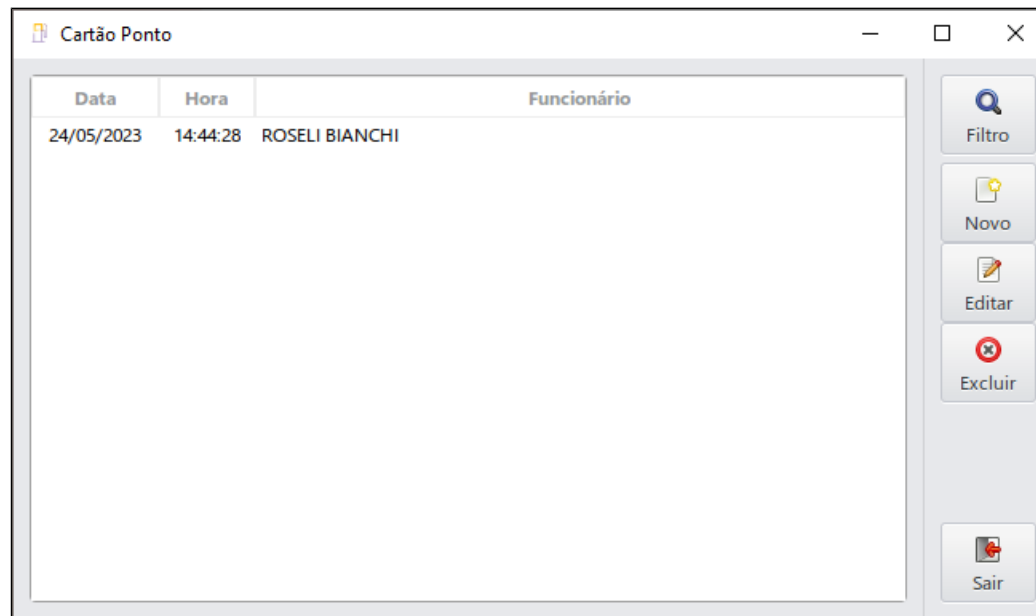 Cartão Ponto
Data Hora Funcionário
24/05/2023 14:44:28 ROSELI BIANCHI
Filtro
Novo
Editar
Excluir
Sair